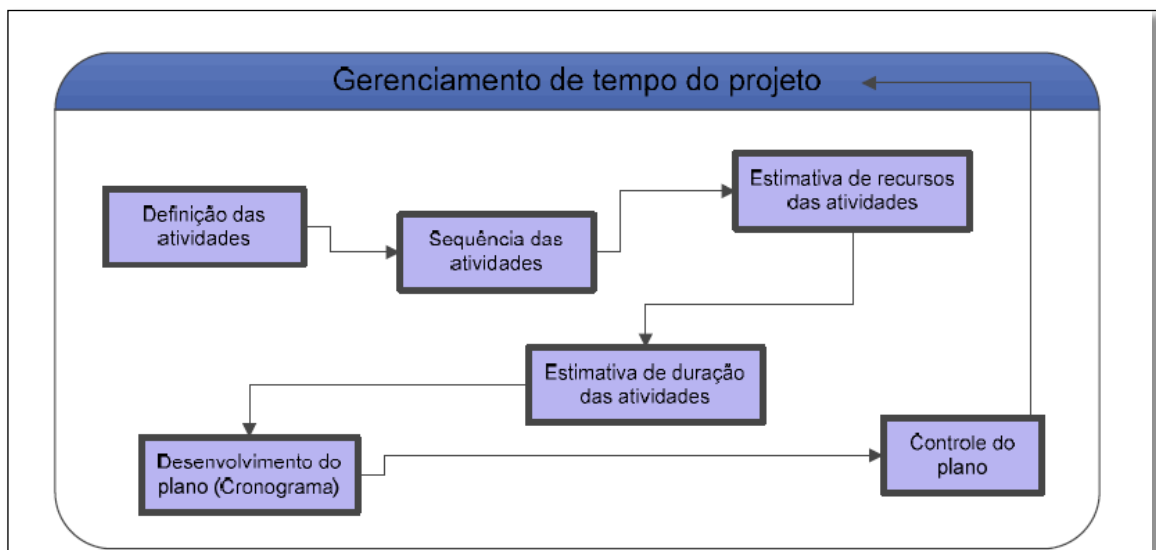 Gerenciamento de tempo do projeto
Definição das
atividades
Sequência das
atividades
Estimativa de recursos
das atividades
Estimativa de duração
das atividades
Desenvolvimento do
plano (Cronograma)
Controle do
plano